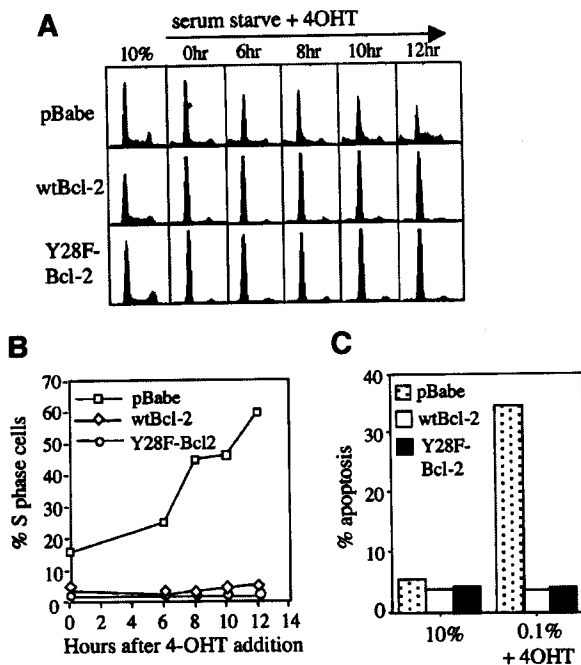 A
serum starve + 4OHT
10% 0hr 6hr 8hr 10hr 12hr
pBabe
wtBcl-2
Y28F-
Bcl-2
B
% S phase cells
70
60
50
40
30
20
10
0
pBabe
wtBcl-2
Y28F-Bcl2
0 2 4 6 8 10 12 14
Hours after 4-OHT addition
C
% apoptosis
40
30
20
10
0
pBabe
wtBcl-2
Y28F-
Bcl-2
10% 0.1%
+ 4OHT